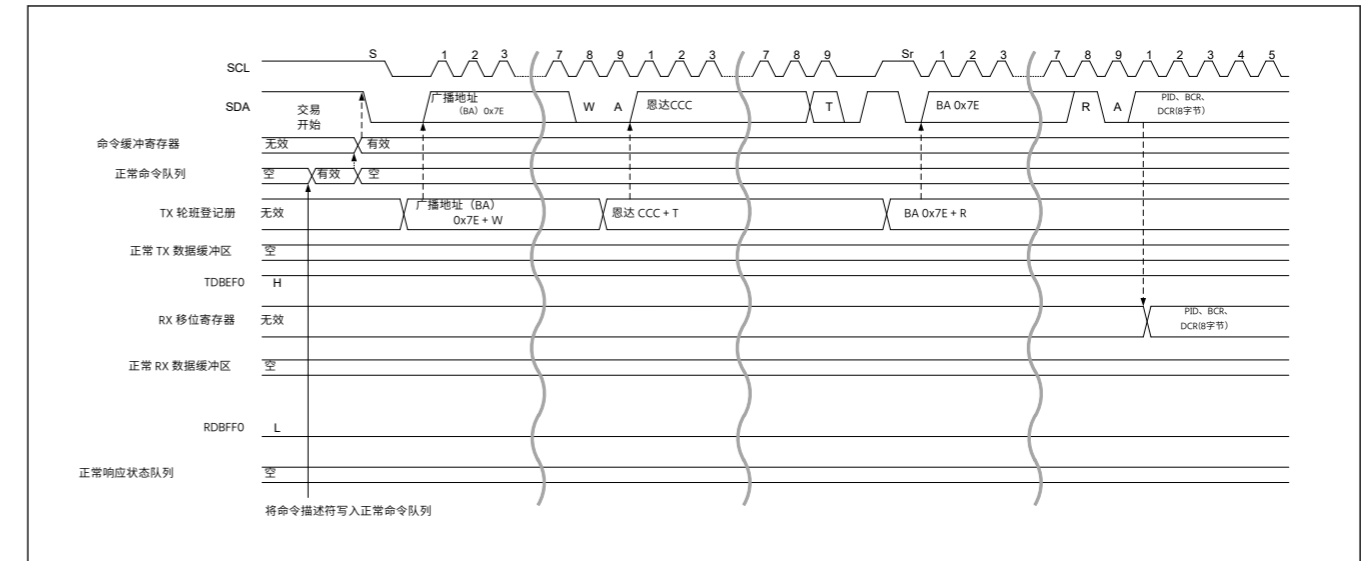 S 1 2 3 7 8 9 1 2 3 7 8 9 Sr 1 2 3 7 8 9 1 2 3 4 5
SCL
SDA 交易 广播地址 W A 恩达CCC T BA 0x7E R A PID、BCR、
开始 （BA）0x7E DCR(8字节）
命令缓冲寄存器 无效 有效
正常命令队列 空 有效 空
TX 轮班登记册 无效 广播地址（BA） 恩达 CCC + T BA 0x7E + R
0x7E + W
正常 TX 数据缓冲区 空
TDBEF0 H
RX 移位寄存器 无效 PID、BCR、
DCR(8字节）
正常 RX 数据缓冲区 空
RDBFF0 L
正常响应状态队列 空
将命令描述符写入正常命令队列